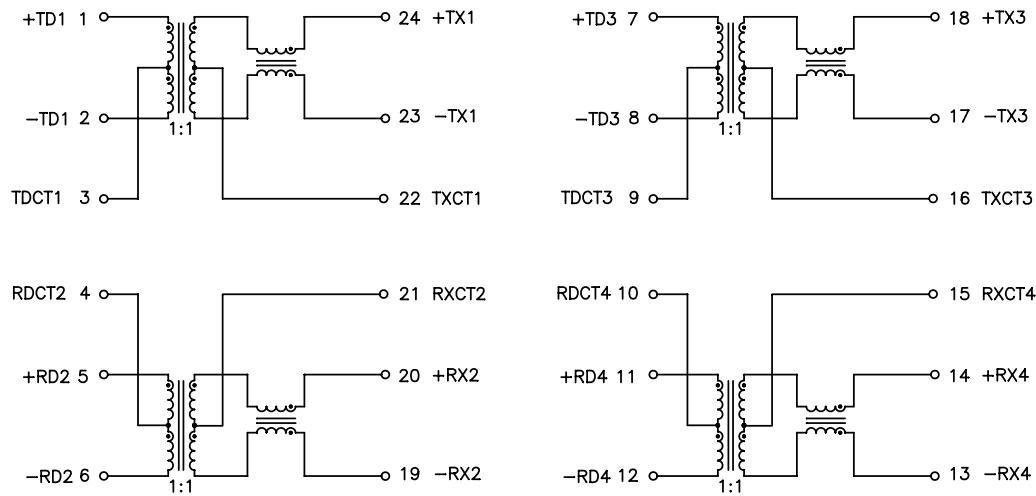 +TD1 1 24 +TX1 +TD3 7 18 +TX3
−TD1 2 1:1 23 −TX1 −TD3 8 1:1 17 −TX3
TDCT1 3 22 TXCT1 TDCT3 9 16 TXCT3
RDCT2 4 21 RXCT2 RDCT4 10 15 RXCT4
+RD2 5 20 +RX2 +RD4 11 14 +RX4
−RD2 6 1:1 19 −RX2 −RD4 12 1:1 13 −RX4